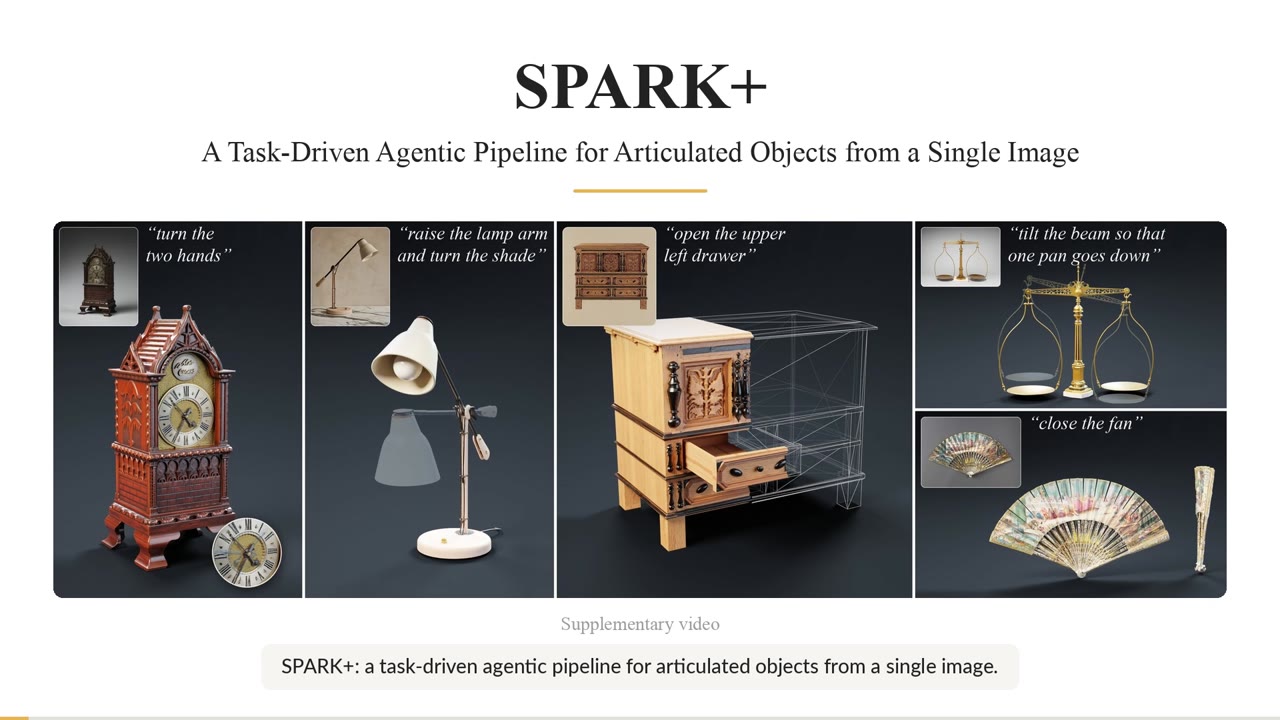 SPARK+
A Task-Driven Agentic Pipeline for Articulated Objects from a Single Image
“turn the
two hands”
“raise the lamp arm
and turn the shade”
“open the upper
left drawer”
“tilt the beam so that
one pan goes down”
“close the fan”
Supplementary video
SPARK+: a task-driven agentic pipeline for articulated objects from a single image.